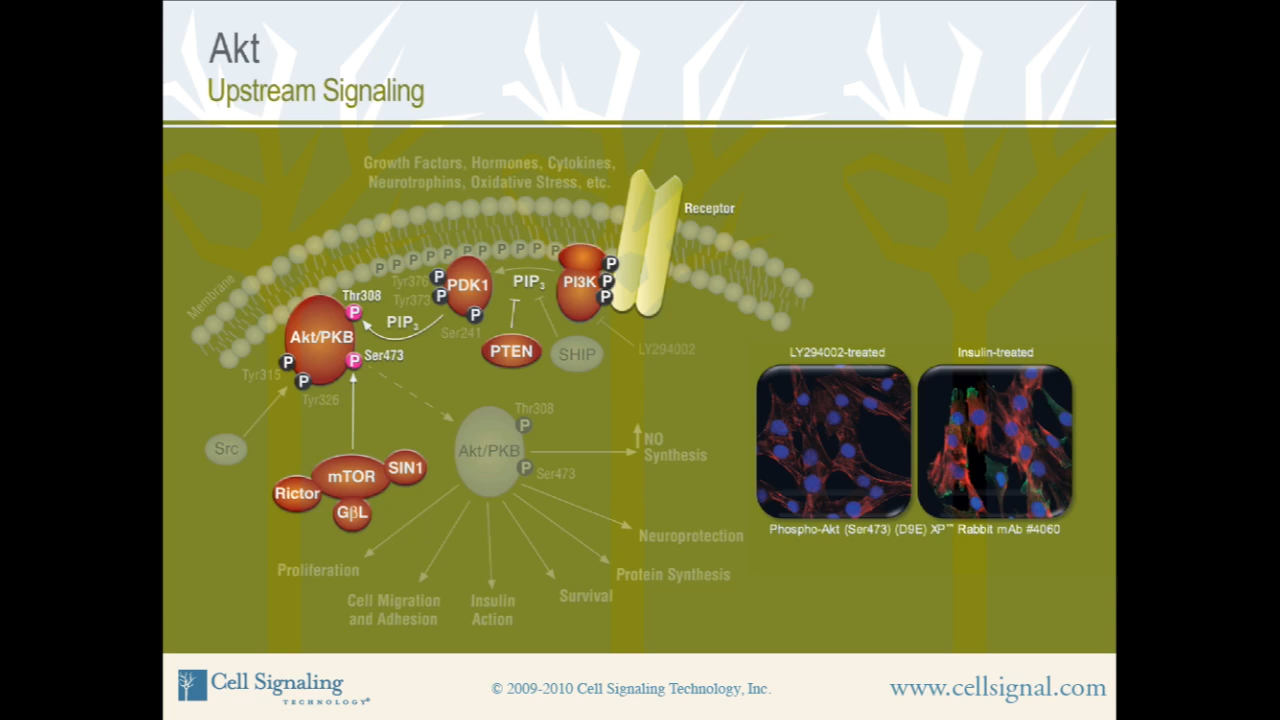 Akt
Upstream Signaling
Growth Factors, Hormones, Cytokines,
Neurotrophins, Oxidative Stress, etc.
Receptor
Membrane
P P P P P P P P P P P
Tyr376
P
PDK1
PIP3
PI3K
P
P
P
Thr308
P
Tyr373
P
PIP3
P
Ser241
Akt/PKB
P
Ser473
PTEN
SHIP
LY294002
P
Tyr315
P
Tyr326
Src
Thr308
P
Akt/PKB
P
Ser473
NO
Synthesis
mTOR
SIN1
Rictor
GβL
Proliferation
Cell Migration
and Adhesion
Insulin
Action
Survival
Protein Synthesis
Neuroprotection
LY294002-treated
Insulin-treated
Phospho-Akt (Ser473) (D9E) XP™ Rabbit mAb #4060
Cell Signaling
TECHNOLOGY®
© 2009-2010 Cell Signaling Technology, Inc.
www.cellsignal.com